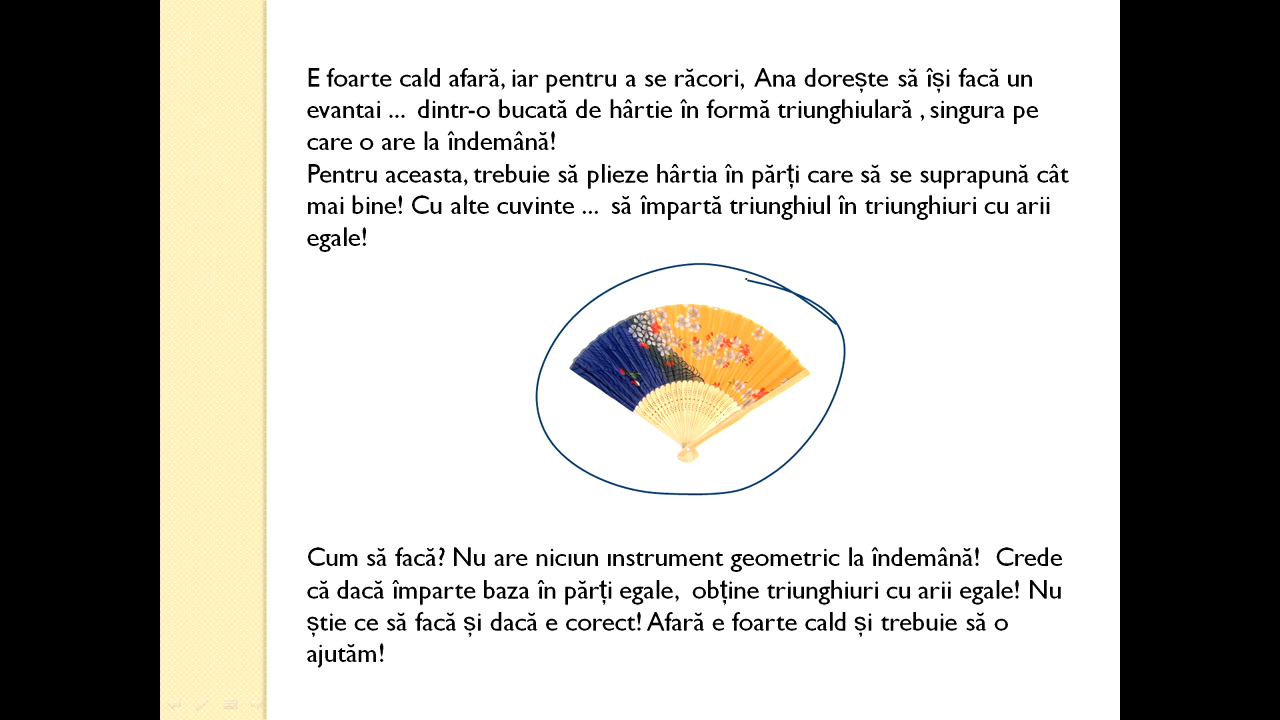 E foarte cald afară, iar pentru a se răcori, Ana dorește să își facă un
evantai ... dintr-o bucată de hârtie în formă triunghiulară , singura pe
care o are la îndemână!
Pentru aceasta, trebuie să plieze hârtia în părți care să se suprapună cât
mai bine! Cu alte cuvinte ... să împartă triunghiul în triunghiuri cu arii
egale!
Cum să facă? Nu are niciun instrument geometric la îndemână! Crede
că dacă împarte baza în părți egale, obține triunghiuri cu arii egale! Nu
știe ce să facă și dacă e corect! Afară e foarte cald și trebuie să o
ajutăm!